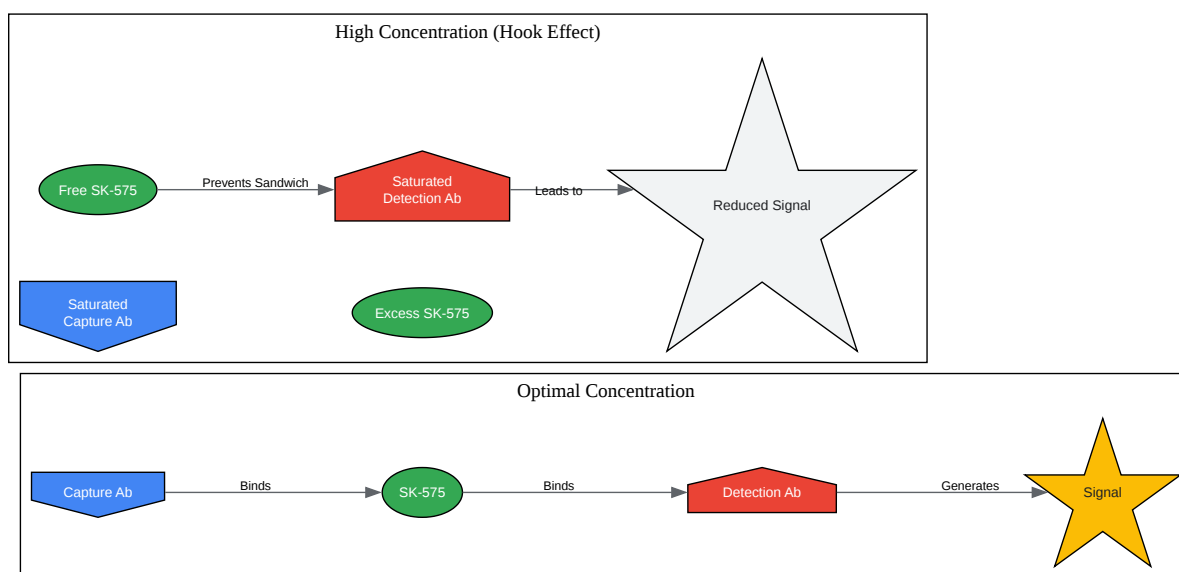 High Concentration (Hook Effect)
Free SK-575
Prevents Sandwich
Saturated
Detection Ab
Leads to
Reduced Signal
Saturated
Capture Ab
Excess SK-575
Optimal Concentration
Capture Ab
Binds
SK-575
Binds
Detection Ab
Generates
Signal